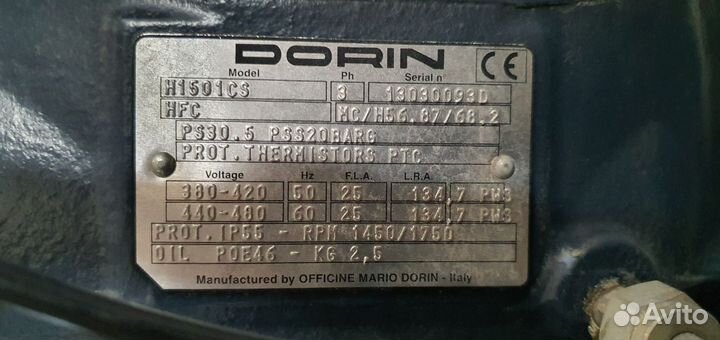 DORIN
CE
Model Ph Serial n
H1501CS 3 13030093D
HFC MC/H56.87/68.2
PS30.5 PSS20BARG
PROT.THERMISTORS PTC
Voltage Hz F.L.A. L.R.A.
380-420 50 25 134,7 PWS
440-480 60 25 134,7 PWS
PROT.IP55 - RPM 1450/1750
OIL POE46 - KG 2,5
Manufactured by OFFICINE MARIO DORIN - Italy
Avito